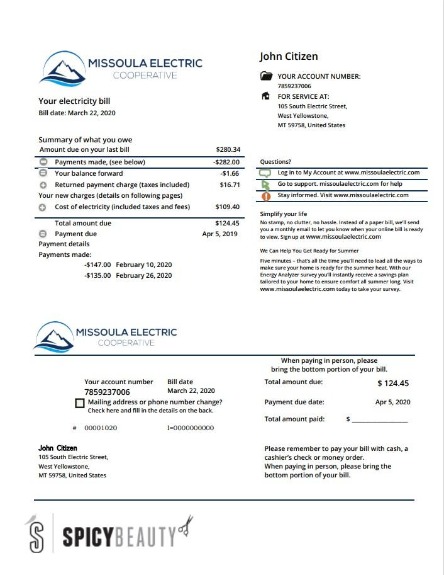 MISSOULA ELECTRIC
COOPERATIVE
John Citizen
YOUR ACCOUNT NUMBER:
7859237006
FOR SERVICE AT:
105 South Electric Street,
West Yellowstone,
MT 59758, United States
Your electricity bill
Bill date: March 22, 2020
Summary of what you owe
Amount due on your last bill $280.34
Payments made, (see below) -$282.00
Your balance forward -$1.66
Returned payment charge (taxes included) $16.71
Your new charges (details on following pages)
Cost of electricity (included taxes and fees) $109.40
Total amount due $124.45
Payment due Apr 5, 2019
Payment details
Payments made:
-$147.00 February 10, 2020
-$135.00 February 26, 2020
Questions?
Log in to My Account at www.missoulaelectric.com
Go to support. missoulaelectric.com for help
Stay informed. Visit www.missoulaelectric.com
Simplify your life
No stamp, no clutter, no hassle. Instead of a paper bill, we'll send
you a monthly email to let you know when your online bill is ready
to view. Sign up at www.missoulaelectric.com
We Can Help You Get Ready for Summer
Five minutes – that's all the time you'll need to load all the ways to
make sure your home is ready for the summer heat. With our
Energy Analyzer survey you'll instantly receive a savings plan
tailored to your home to ensure comfort all summer long. Visit
www.missoulaelectric.com today to take your survey.
MISSOULA ELECTRIC
COOPERATIVE
When paying in person, please
bring the bottom portion of your bill.
Your account number Bill date
7859237006 March 22, 2020
Mailing address or phone number change?
Check here and fill in the details on the back.
# 00001020 I=0000000000
Total amount due: $ 124.45
Payment due date: Apr 5, 2020
Total amount paid: $
John Citizen
105 South Electric Street,
West Yellowstone,
MT 59758, United States
Please remember to pay your bill with cash, a
cashier's check or money order.
When paying in person, please bring the
bottom portion of your bill.
S SPICYBEAUTY